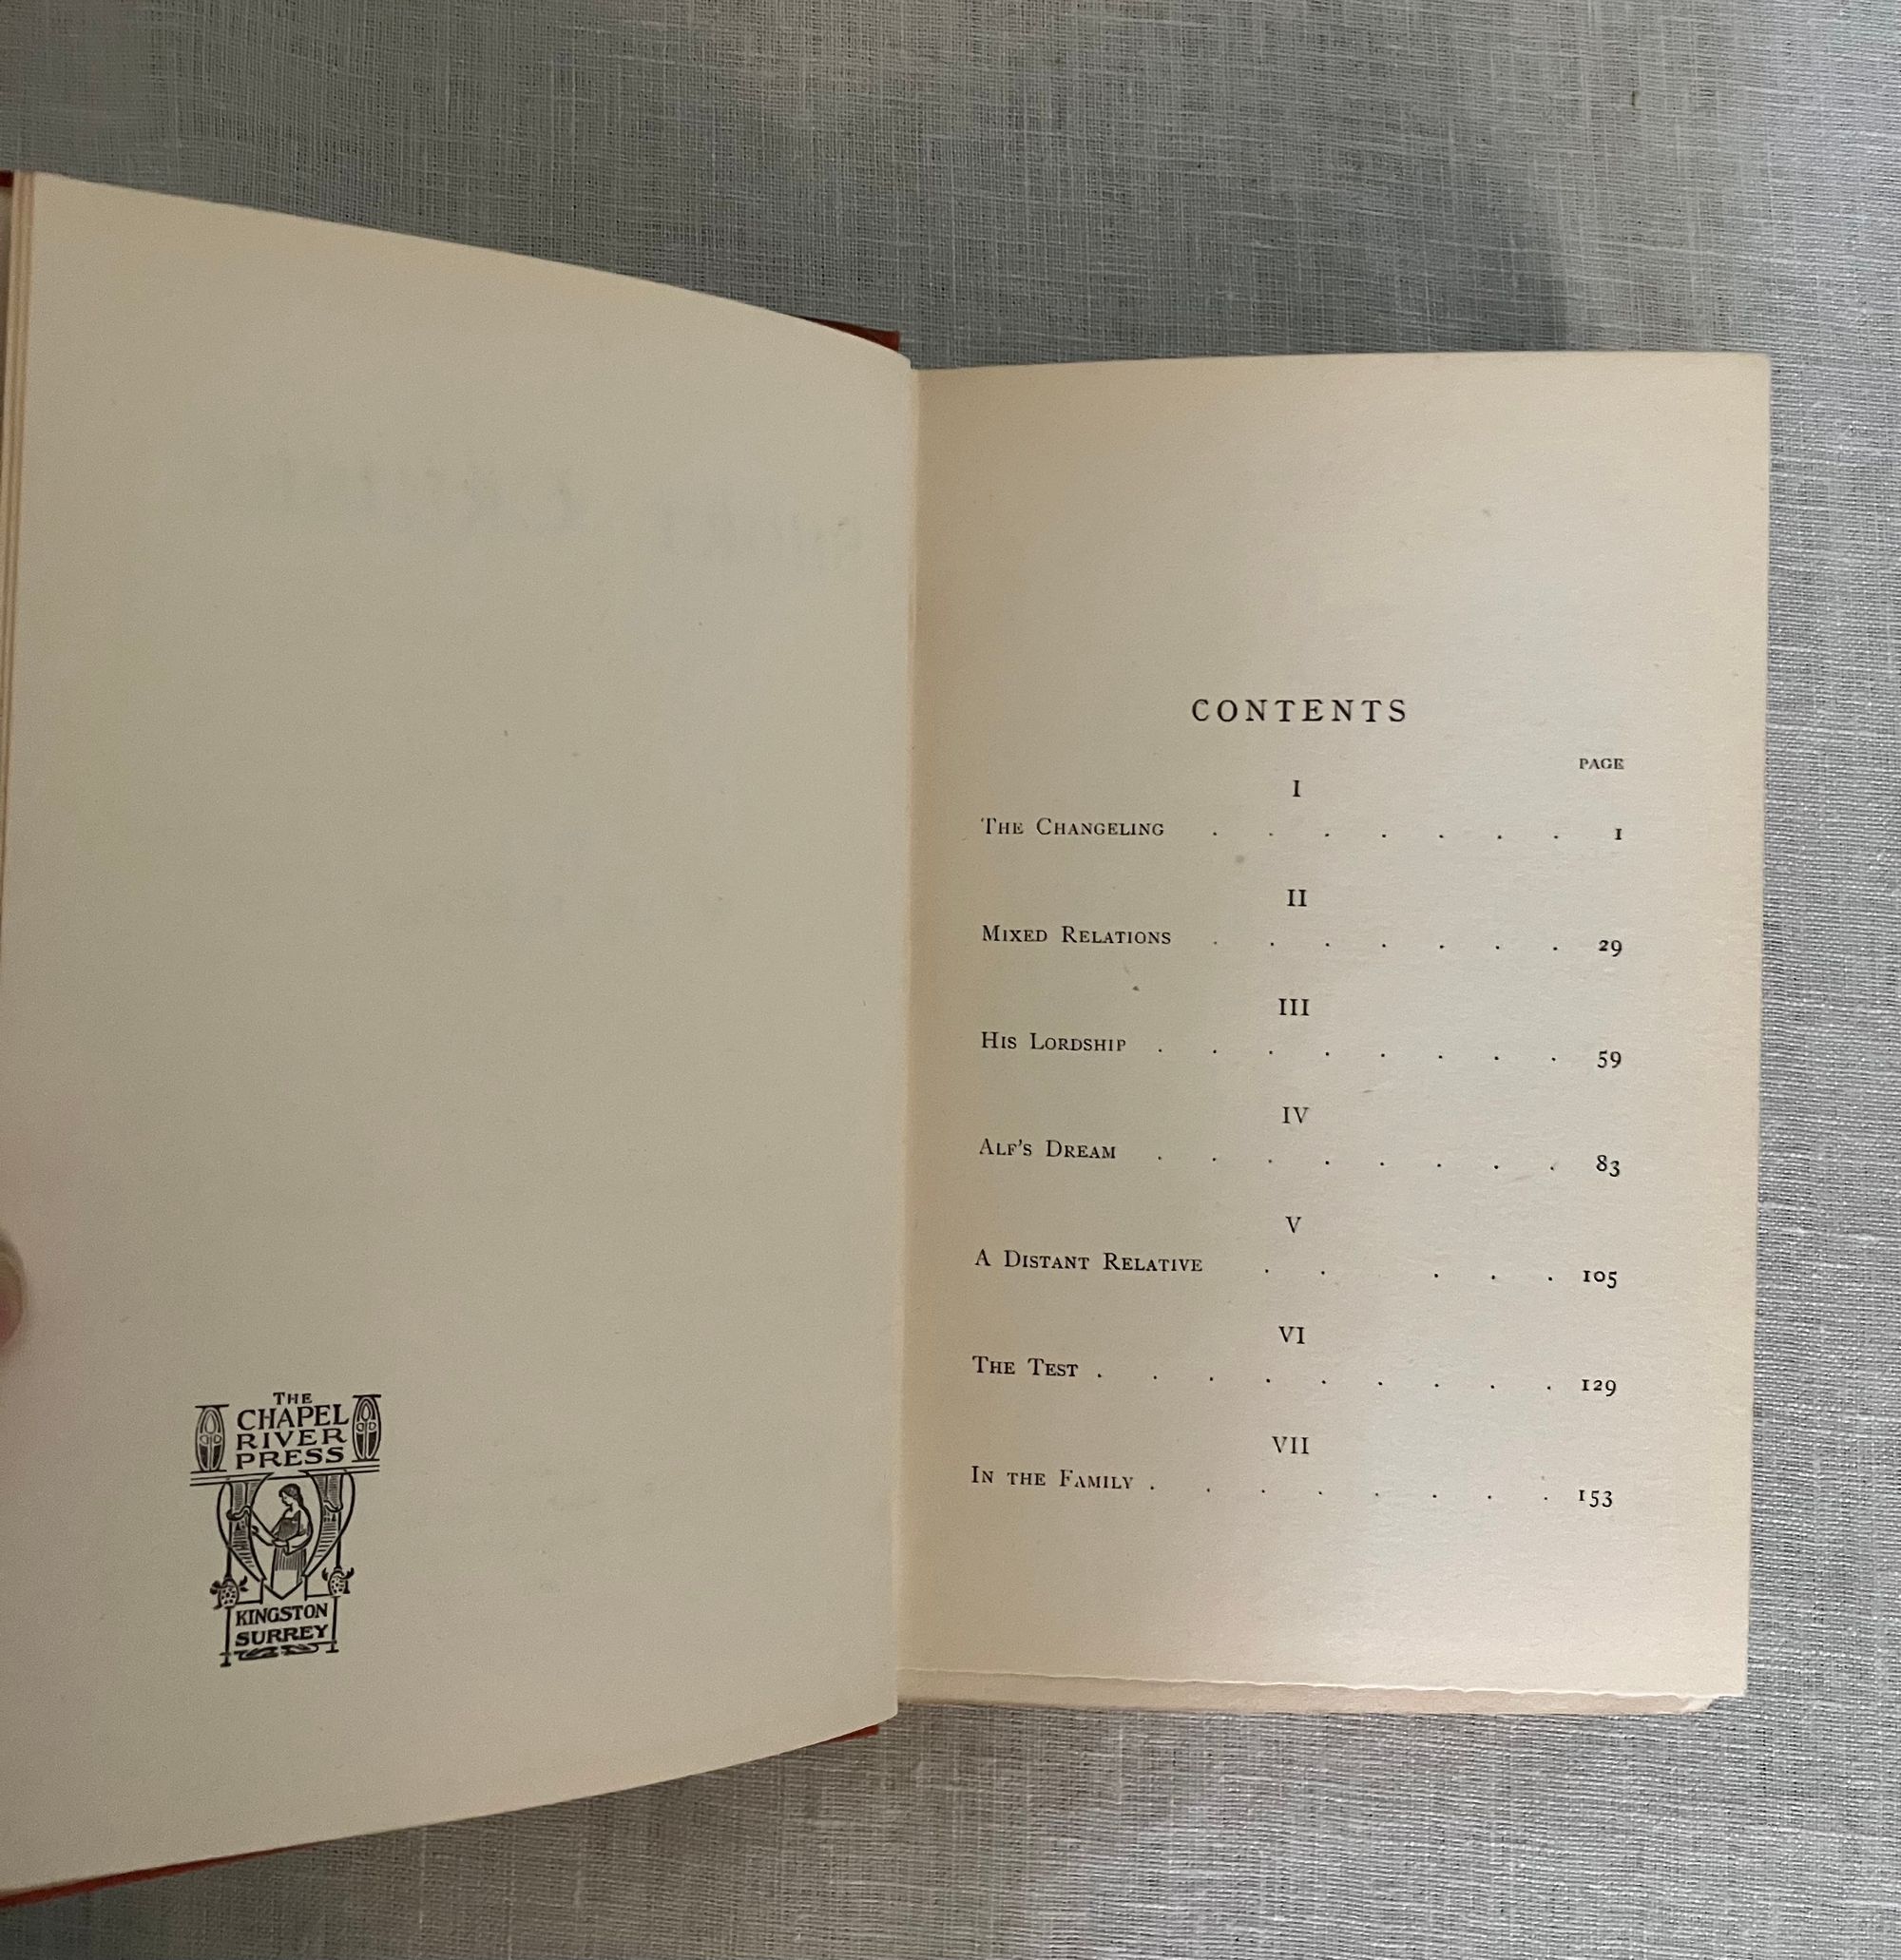 THE
CHAPEL
RIVER
PRESS
KINGSTON
SURREY
CONTENTS
PAGE
I
The Changeling . . . . . . . 1
II
Mixed Relations . . . . . . . 29
III
His Lordship . . . . . . . . 59
IV
Alf's Dream . . . . . . . . 83
V
A Distant Relative . . . . . 105
VI
The Test . . . . . . . . . 129
VII
In the Family . . . . . . . . 153